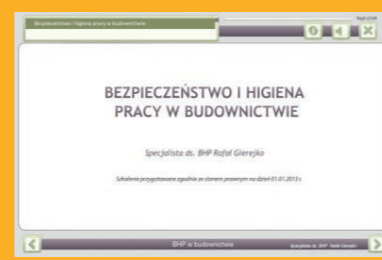 Bezpieczeństwo i higiena pracy w budownictwie
BEZPIECZEŃSTWO I HIGIENA
PRACY W BUDOWNICTWIE
Specjalista ds. BHP Rafał Gierejko
Szkolenie przygotowane zgodnie ze stanem prawnym na dzień 01.01.2013 r.
BHP w budownictwie
Specjalista ds. BHP Rafał Gierejko